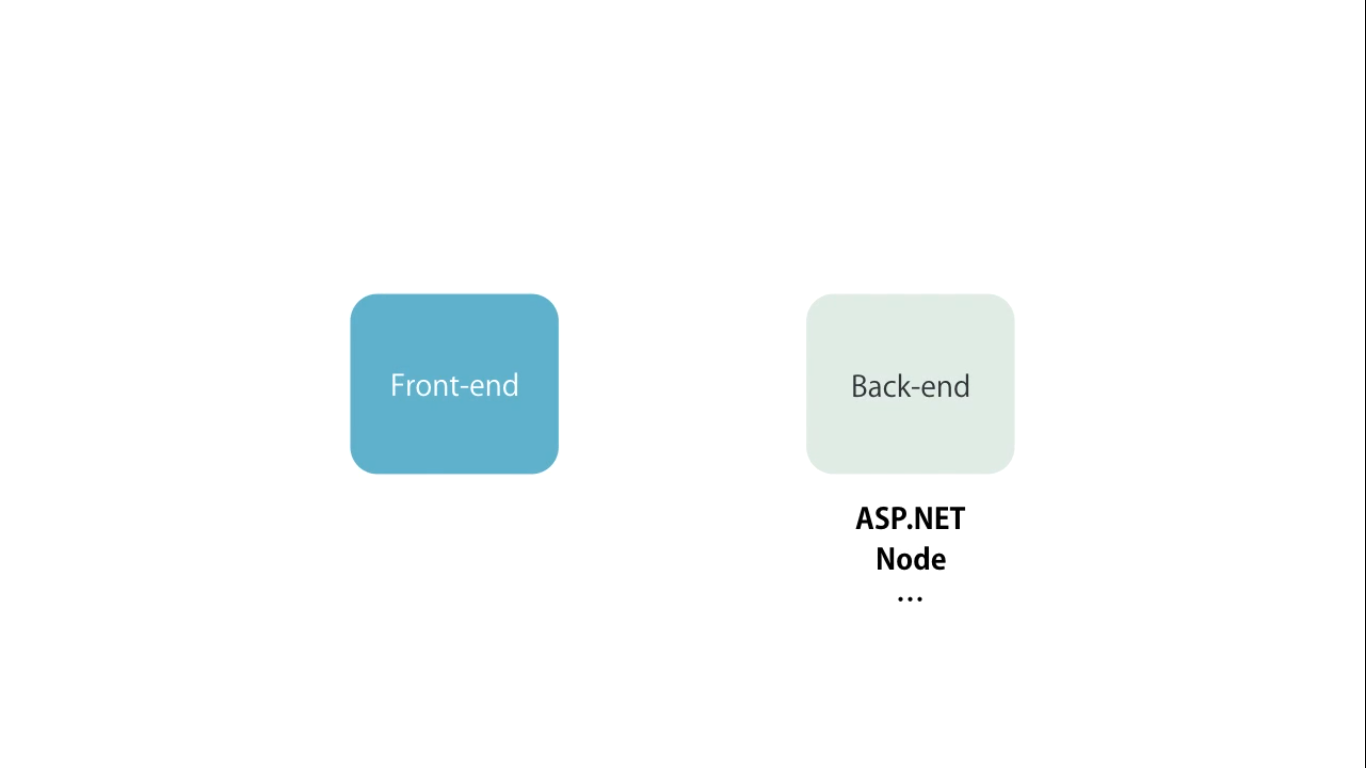 Front-end
Back-end
ASP.NET
Node
...